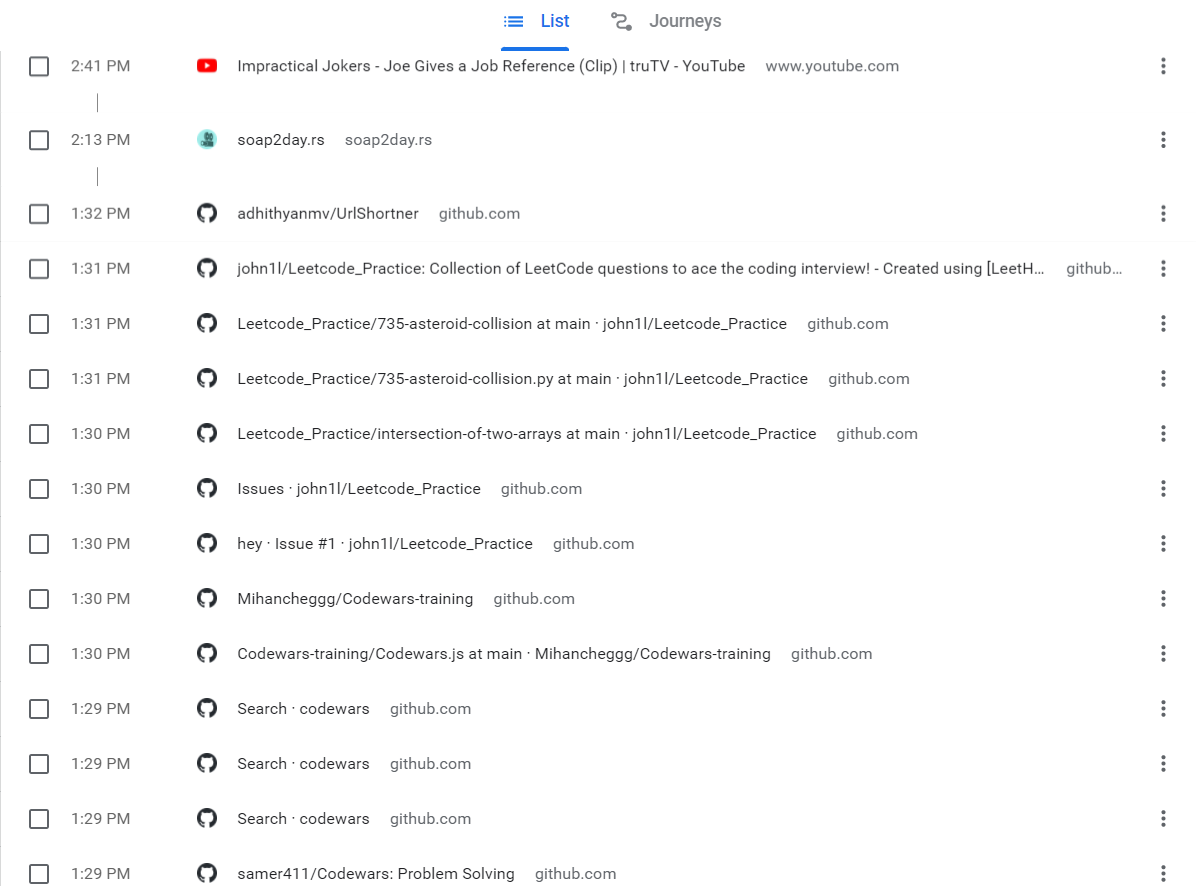 List Journeys
2:41 PM Impractical Jokers - Joe Gives a Job Reference (Clip) | truTV - YouTube www.youtube.com
2:13 PM soap2day.rs soap2day.rs
1:32 PM adhithyanmv/UrlShortner github.com
1:31 PM john1l/Leetcode_Practice: Collection of LeetCode questions to ace the coding interview! - Created using [LeetH... github...
1:31 PM Leetcode_Practice/735-asteroid-collision at main · john1l/Leetcode_Practice github.com
1:31 PM Leetcode_Practice/735-asteroid-collision.py at main · john1l/Leetcode_Practice github.com
1:30 PM Leetcode_Practice/intersection-of-two-arrays at main · john1l/Leetcode_Practice github.com
1:30 PM Issues · john1l/Leetcode_Practice github.com
1:30 PM hey · Issue #1 · john1l/Leetcode_Practice github.com
1:30 PM Mihancheggg/Codewars-training github.com
1:30 PM Codewars-training/Codewars.js at main · Mihancheggg/Codewars-training github.com
1:29 PM Search · codewars github.com
1:29 PM Search · codewars github.com
1:29 PM Search · codewars github.com
1:29 PM samer411/Codewars: Problem Solving github.com